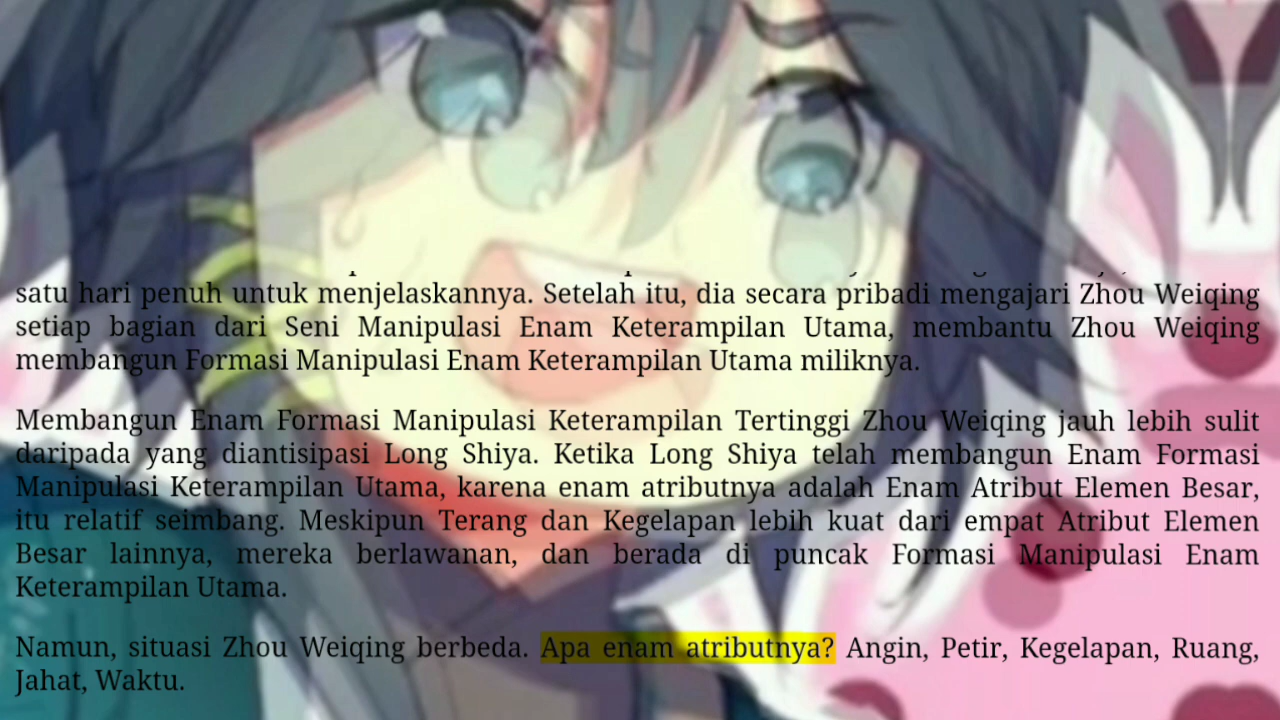 satu hari penuh untuk menjelaskannya. Setelah itu, dia secara pribadi mengajari Zhou Weiqing
setiap bagian dari Seni Manipulasi Enam Keterampilan Utama, membantu Zhou Weiqing
membangun Formasi Manipulasi Enam Keterampilan Utama miliknya.
Membangun Enam Formasi Manipulasi Keterampilan Tertinggi Zhou Weiqing jauh lebih sulit
daripada yang diantisipasi Long Shiya. Ketika Long Shiya telah membangun Enam Formasi
Manipulasi Keterampilan Utama, karena enam atributnya adalah Enam Atribut Elemen Besar,
itu relatif seimbang. Meskipun Terang dan Kegelapan lebih kuat dari empat Atribut Elemen
Besar lainnya, mereka berlawanan, dan berada di puncak Formasi Manipulasi Enam
Keterampilan Utama.
Namun, situasi Zhou Weiqing berbeda. Apa enam atributnya? Angin, Petir, Kegelapan, Ruang,
Jahat, Waktu.